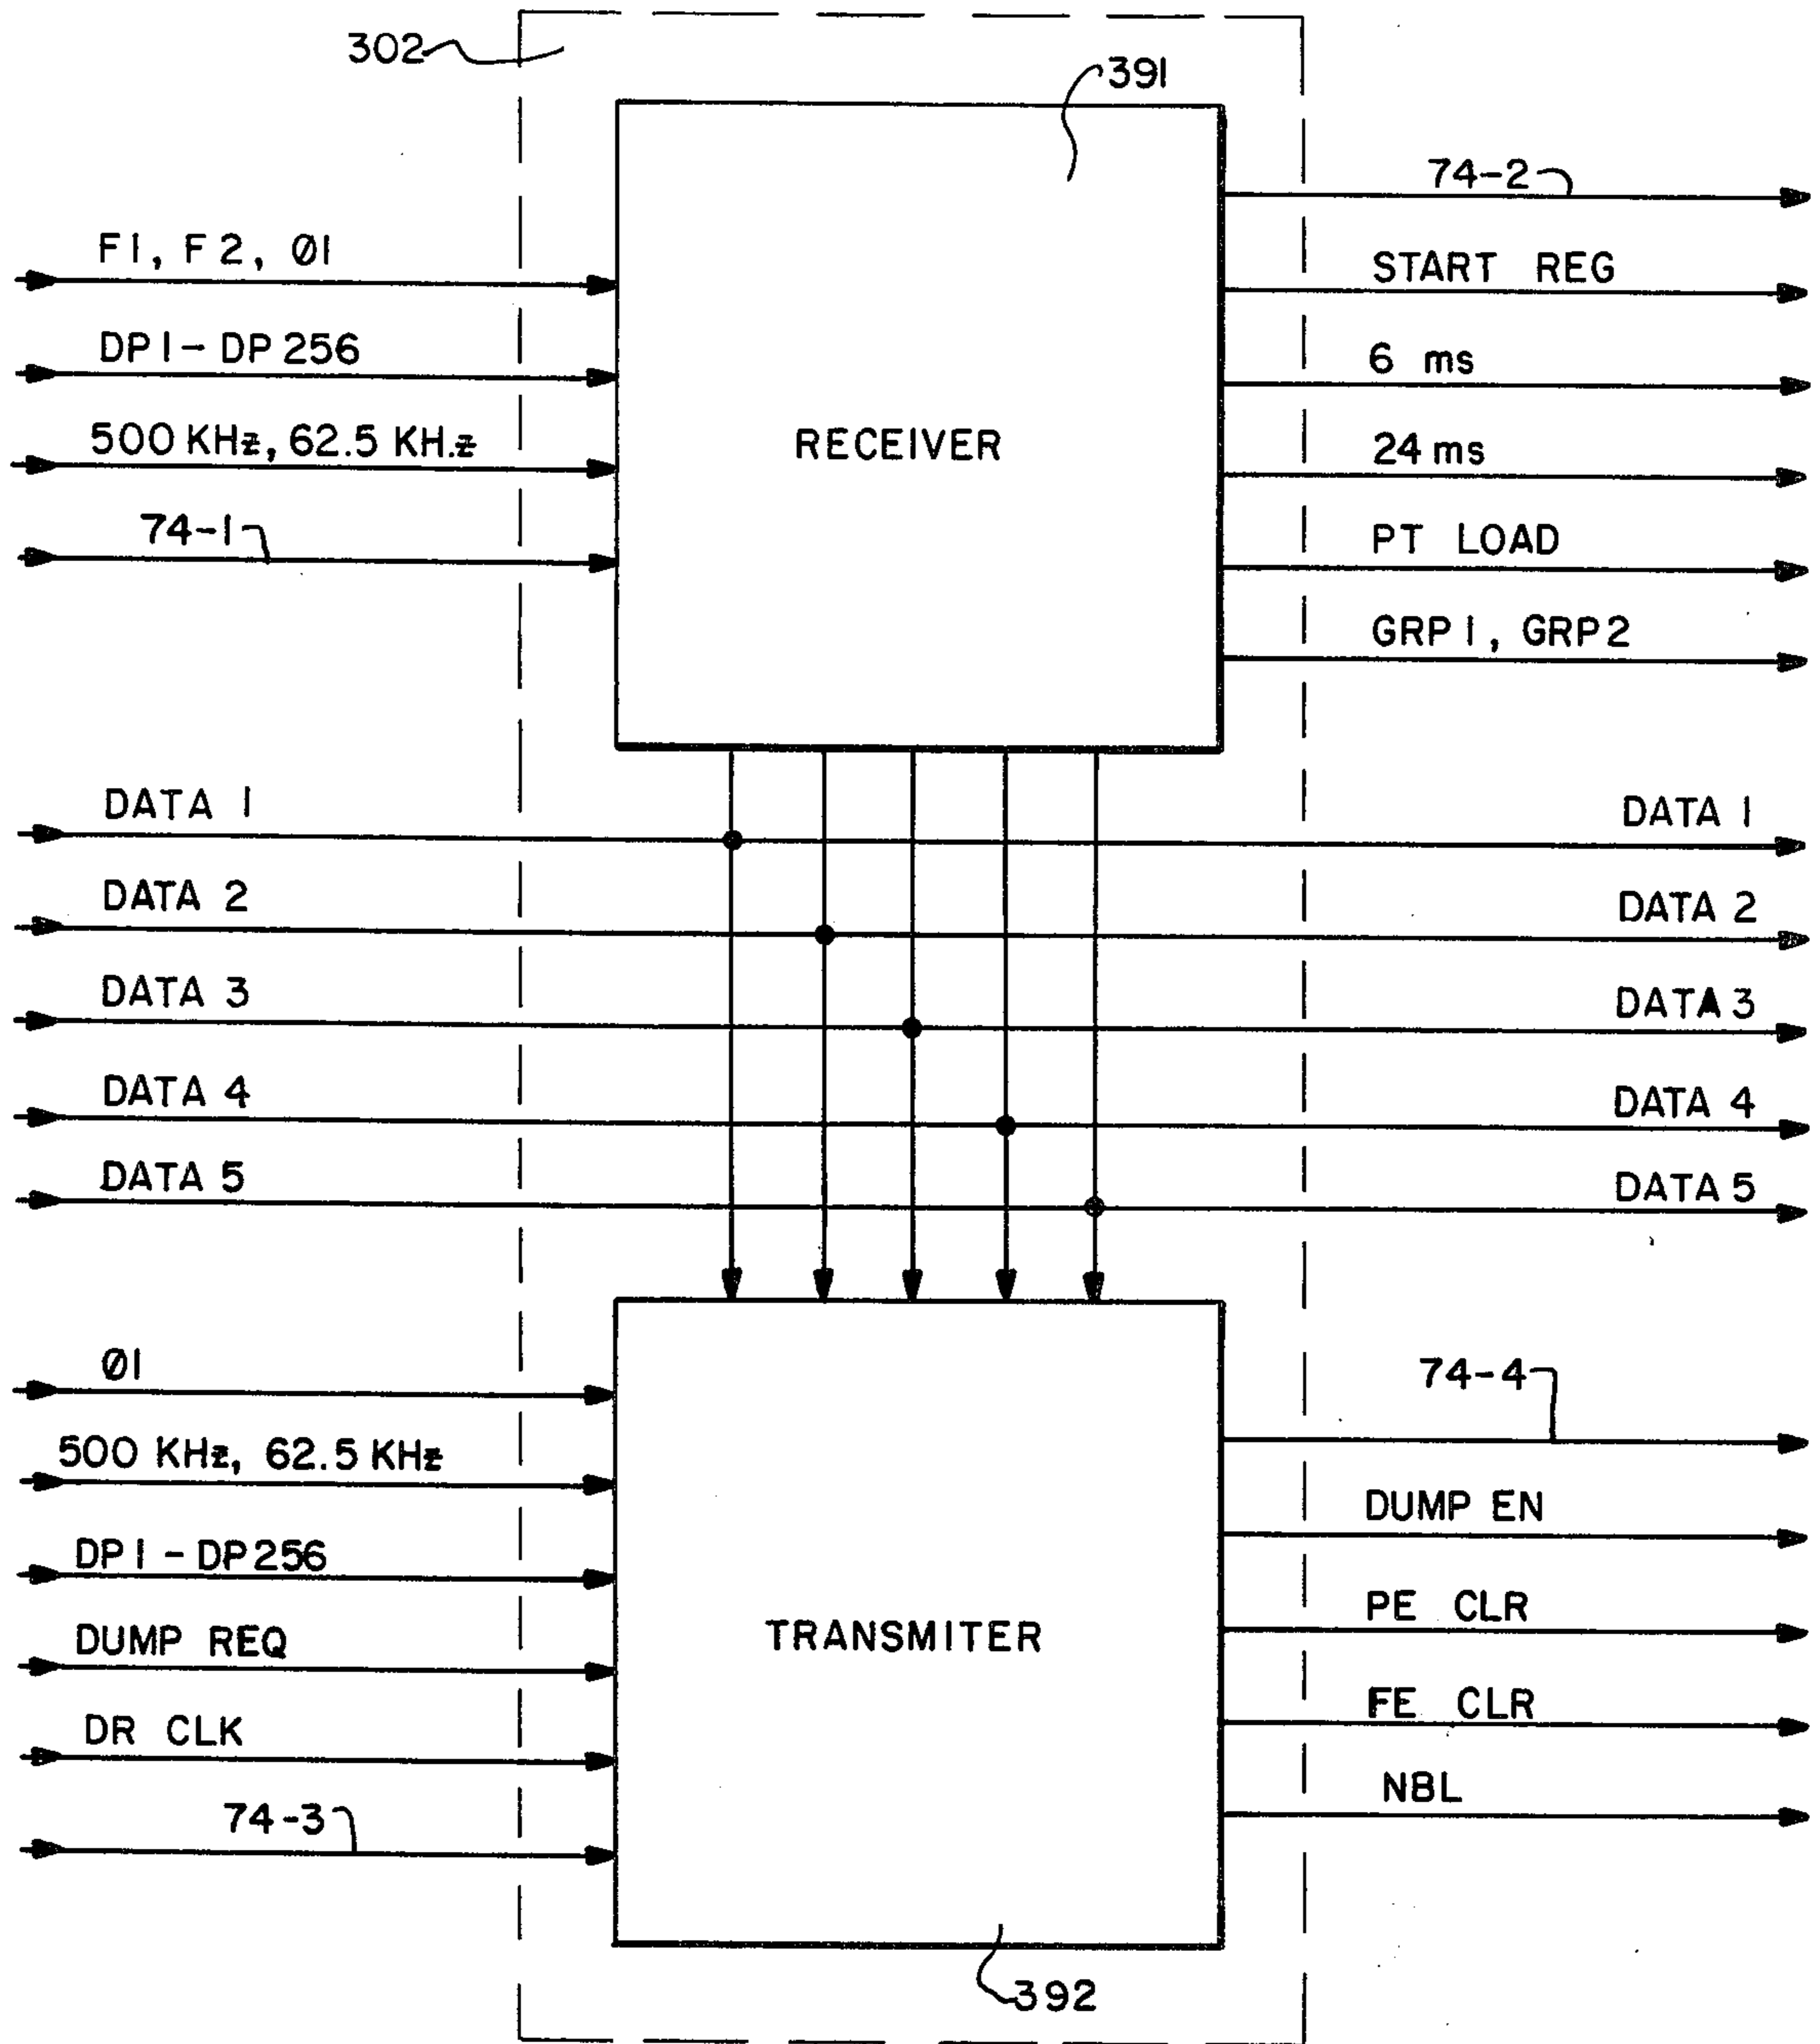 302
391
74-2
F1, F2, Ø1
START REG
DP1-DP256
6 ms
500 KHz, 62.5 KH.z
RECEIVER
24 ms
74-1
PT LOAD
GRP1, GRP2
DATA 1
DATA 1
DATA 2
DATA 2
DATA 3
DATA 3
DATA 4
DATA 4
DATA 5
DATA 5
Ø1
74-4
500 KHz, 62.5 KHz
DUMP EN
DP1-DP256
PE CLR
DUMP REQ
TRANSMITER
FE CLR
DR CLK
NBL
74-3
392